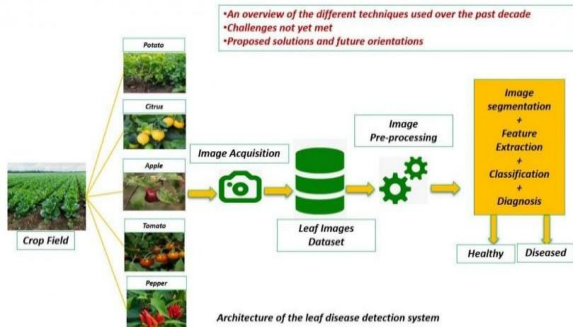 •An overview of the different techniques used over the past decade
•Challenges not yet met
•Proposed solutions and future orientations
Potato
Citrus
Apple
Tomato
Pepper
Crop Field
Image Acquisition
Leaf Images
Dataset
Image
Pre-processing
Image
segmentation
+
Feature
Extraction
+
Classification
+
Diagnosis
Healthy
Diseased
Architecture of the leaf disease detection system